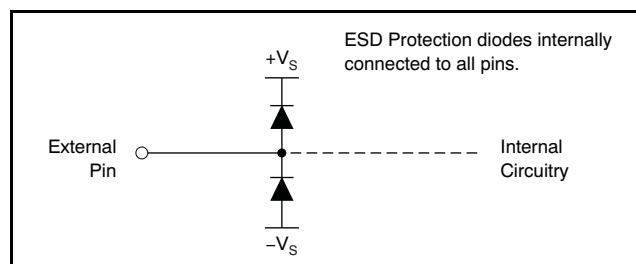 ESD Protection diodes internally
connected to all pins.
+VS
External
Pin
Internal
Circuitry
−VS